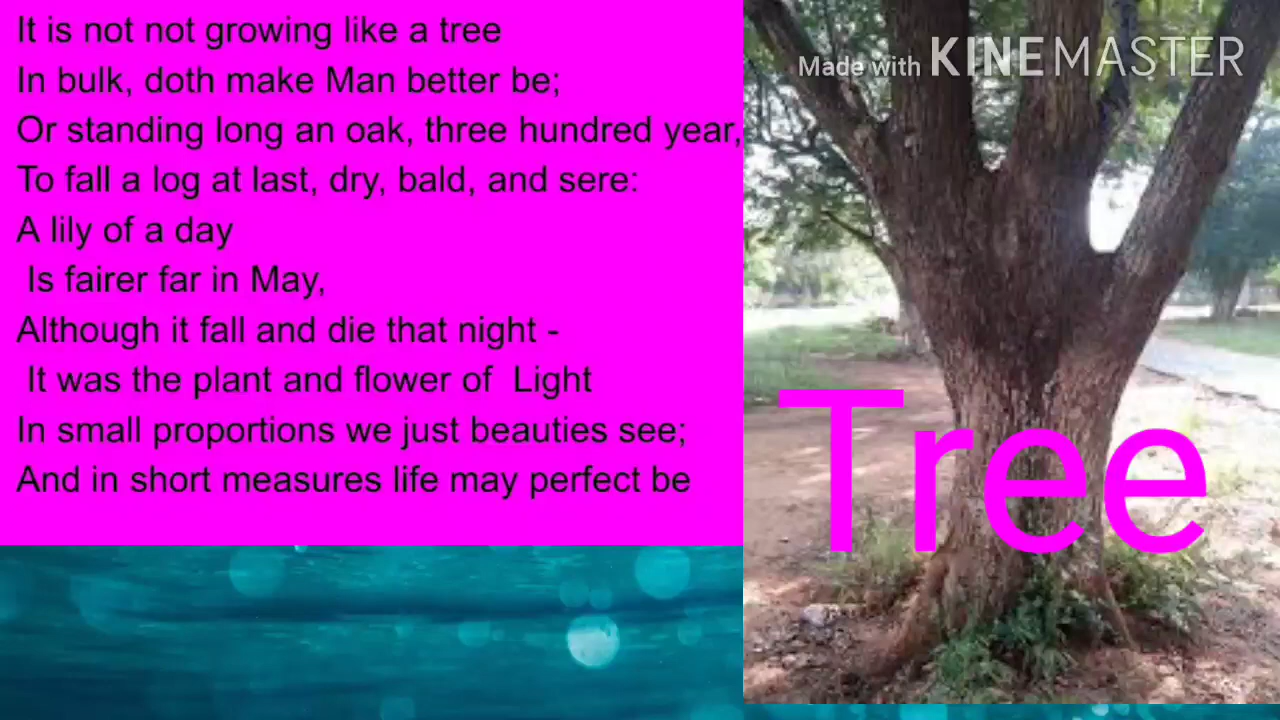 It is not not growing like a tree
In bulk, doth make Man better be;
Or standing long an oak, three hundred year,
To fall a log at last, dry, bald, and sere:
A lily of a day
Is fairer far in May,
Although it fall and die that night -
It was the plant and flower of Light
In small proportions we just beauties see;
And in short measures life may perfect be
Made with KINEMASTER
Tree